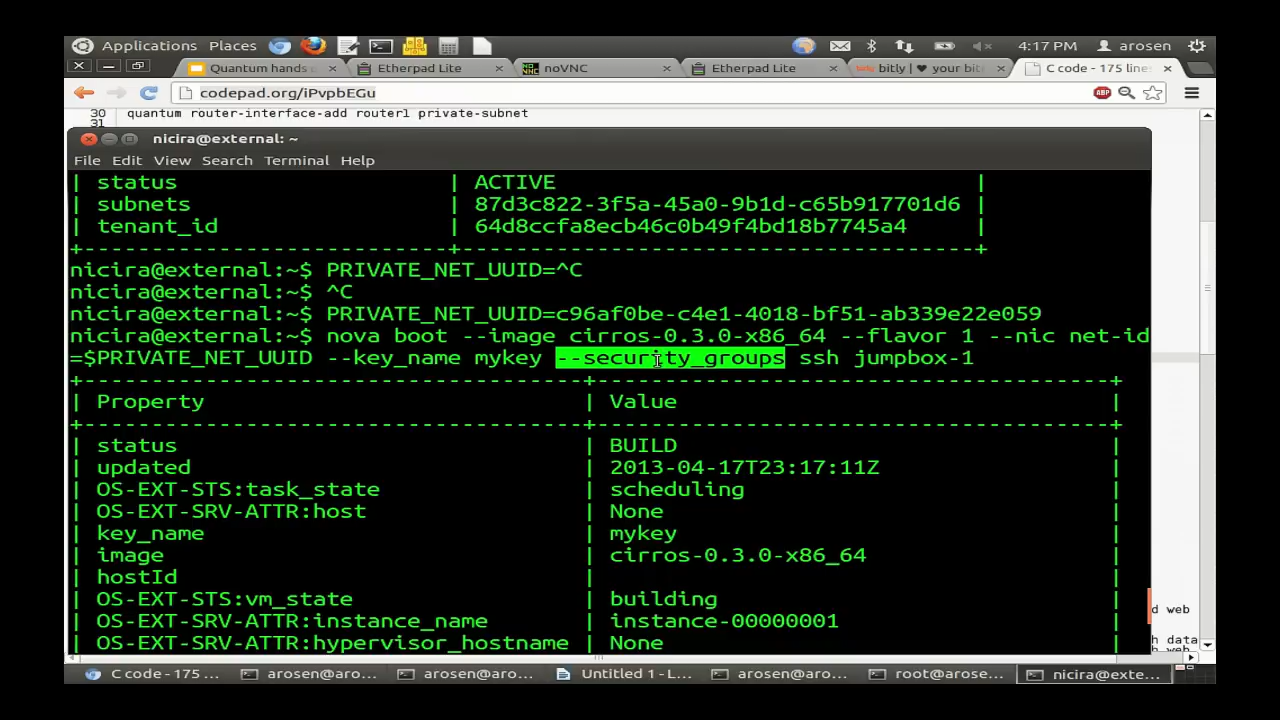 Applications Places 4:17 PM arosen
Quantum hands Etherpad Lite noVNC Etherpad Lite bitly ♥ your bit C code - 175 line
codepad.org/iPvpbEGu
30 quantum router-interface-add router1 private-subnet
31
nicira@external: ~
File Edit View Search Terminal Help
| status | ACTIVE |
| subnets | 87d3c822-3f5a-45a0-9b1d-c65b917701d6 |
| tenant_id | 64d8ccfa8ecb46c0b49f4bd18b7745a4 |
nicira@external:~$ PRIVATE_NET_UUID=^C
nicira@external:~$ ^C
nicira@external:~$ PRIVATE_NET_UUID=c96af0be-c4e1-4018-bf51-ab339e22e059
nicira@external:~$ nova boot --image cirros-0.3.0-x86_64 --flavor 1 --nic net-id
=$PRIVATE_NET_UUID --key_name mykey --security_groups ssh jumpbox-1
| Property | Value |
| status | BUILD |
| updated | 2013-04-17T23:17:11Z |
| OS-EXT-STS:task_state | scheduling |
| OS-EXT-SRV-ATTR:host | None |
| key_name | mykey |
| image | cirros-0.3.0-x86_64 |
| hostId | |
| OS-EXT-STS:vm_state | building |
| OS-EXT-SRV-ATTR:instance_name | instance-00000001 |
| OS-EXT-SRV-ATTR:hypervisor_hostname | None |
d web
h data
h web
C code - 175 ... arosen@aro... arosen@aro... Untitled 1 - L... arosen@aro... root@arose... nicira@exte...